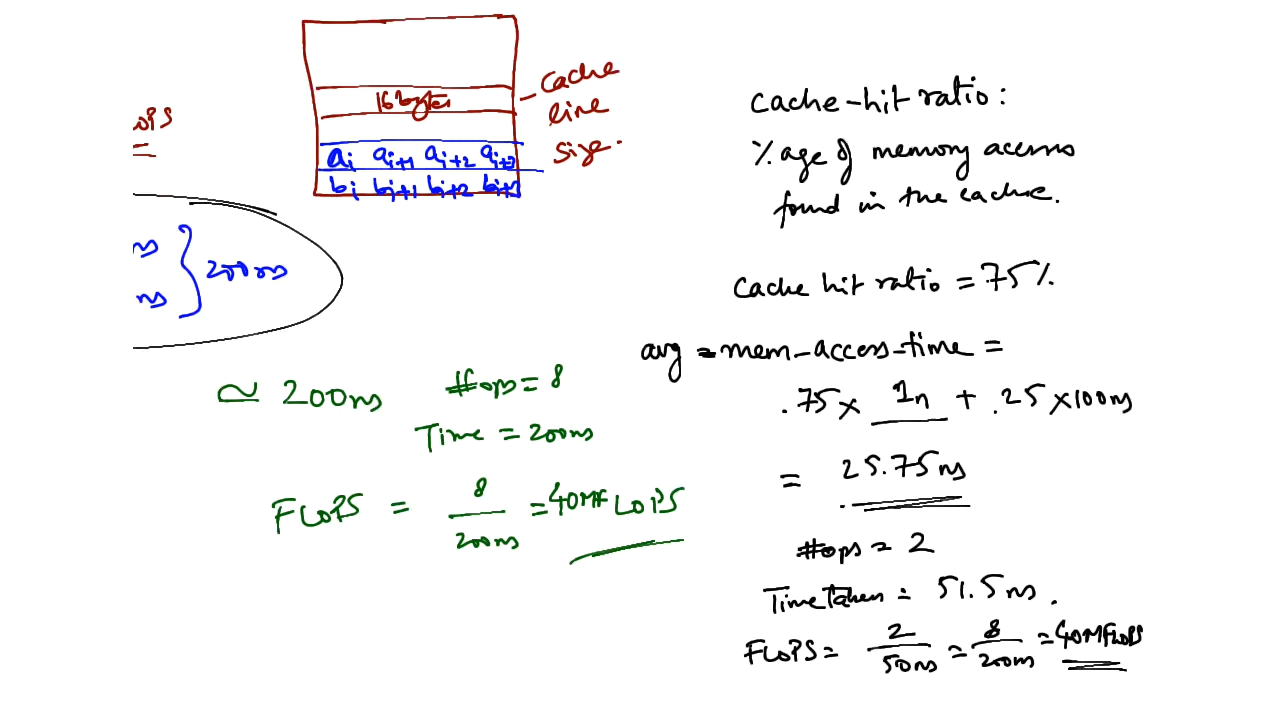 16 bytes
cache
line
size.
aᵢ aᵢ₊₁ aᵢ₊₂ aᵢ₊₃
bᵢ bᵢ₊₁ bᵢ₊₂ bᵢ₊₃
OPS
ns
ns
} 200ns
≃ 200ns
#ops = 8
Time = 200ns
FLOPS = 8/200ns = 40MFLOPS
cache-hit ratio:
%age of memory access
found in the cache.
Cache hit ratio = 75%
avg - mem-access-time =
.75 x 1n + .25 x 100ns
= 25.75ns
#ops = 2
Time Taken = 51.5ns.
FLOPS = 2/50ns = 8/200ns = 40MFLOPS